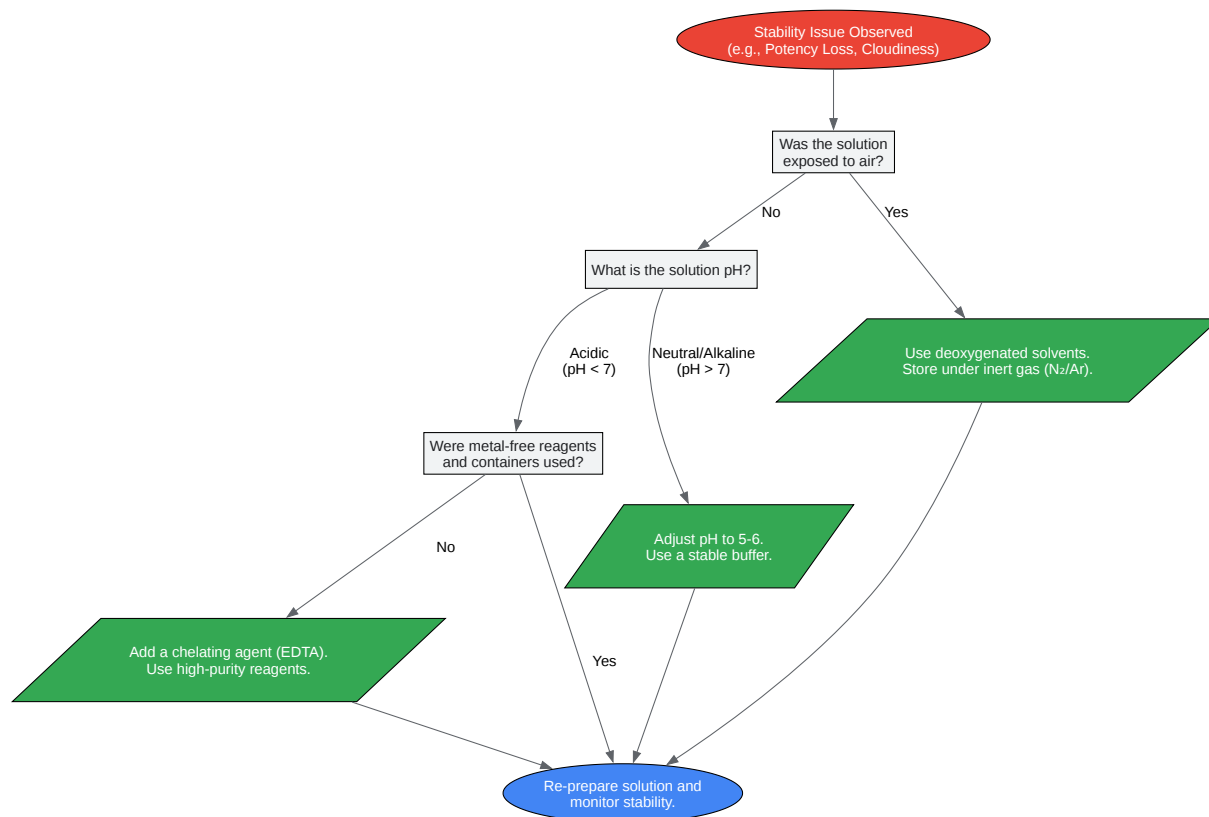 Stability Issue Observed
(e.g., Potency Loss, Cloudiness)
Was the solution
exposed to air?
No
Yes
What is the solution pH?
Use deoxygenated solvents.
Store under inert gas (N₂/Ar).
Acidic
(pH < 7)
Neutral/Alkaline
(pH > 7)
Were metal-free reagents
and containers used?
Adjust pH to 5-6.
Use a stable buffer.
No
Add a chelating agent (EDTA).
Use high-purity reagents.
Yes
Re-prepare solution and
monitor stability.